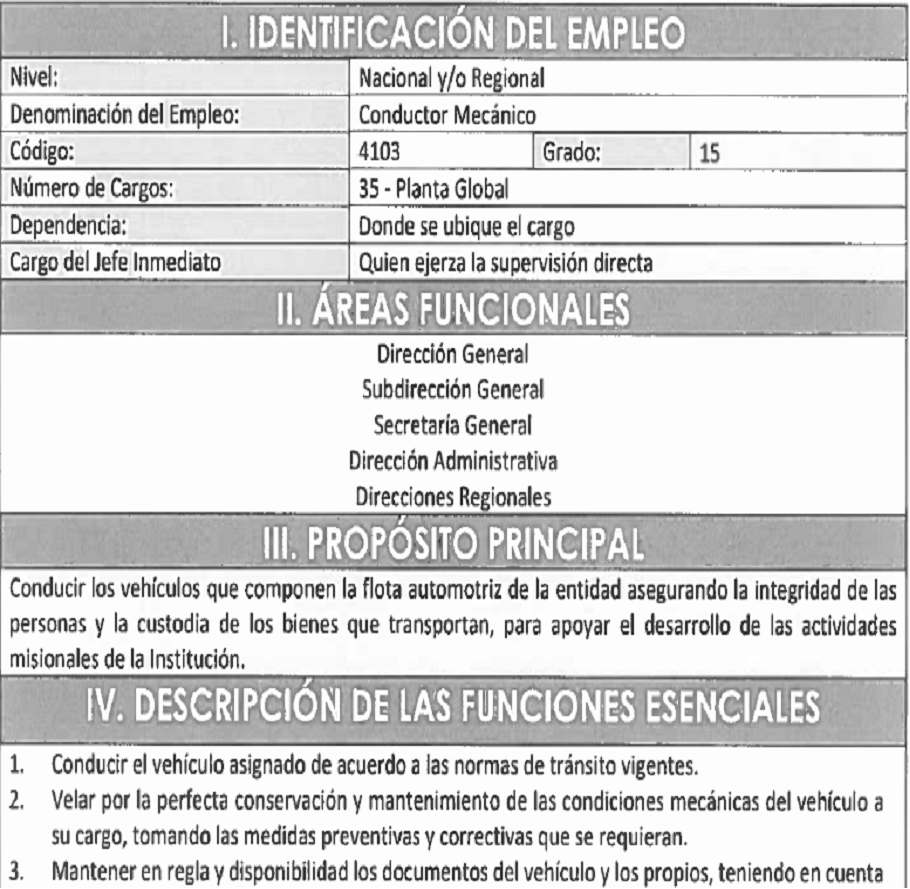 I. IDENTIFICACIÓN DEL EMPLEO
Nivel: Nacional y/o Regional
Denominación del Empleo: Conductor Mecánico
Código: 4103 Grado: 15
Número de Cargos: 35 - Planta Global
Dependencia: Donde se ubique el cargo
Cargo del Jefe Inmediato Quien ejerza la supervisión directa
II. ÁREAS FUNCIONALES
Dirección General
Subdirección General
Secretaría General
Dirección Administrativa
Direcciones Regionales
III. PROPÓSITO PRINCIPAL
Conducir los vehículos que componen la flota automotriz de la entidad asegurando la integridad de las
personas y la custodia de los bienes que transportan, para apoyar el desarrollo de las actividades
misionales de la Institución.
IV. DESCRIPCIÓN DE LAS FUNCIONES ESENCIALES
1. Conducir el vehículo asignado de acuerdo a las normas de tránsito vigentes.
2. Velar por la perfecta conservación y mantenimiento de las condiciones mecánicas del vehículo a
su cargo, tomando las medidas preventivas y correctivas que se requieran.
3. Mantener en regla y disponibilidad los documentos del vehículo y los propios, teniendo en cuenta